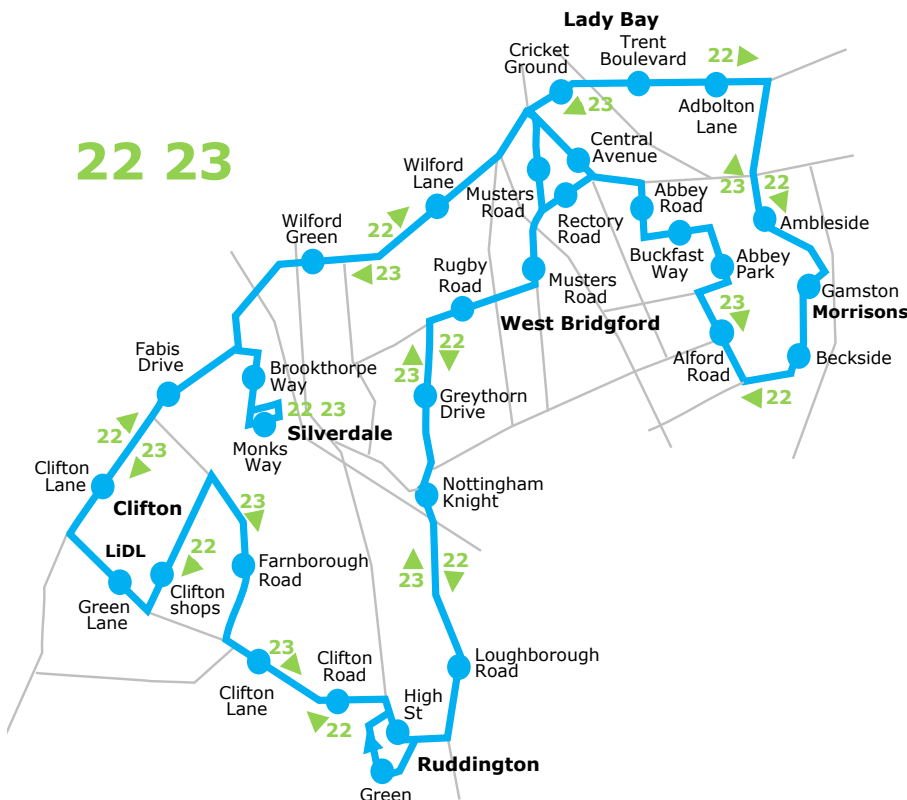 Lady Bay
Cricket
Ground
Trent
Boulevard
22
23
Adbolton
Lane
22 23
Central
Avenue
Wilford
Lane
Musters
Road
23
22
Abbey
Road
Ambleside
22
Wilford
Green
Rectory
Road
Buckfast
Way
Abbey
Park
23
Rugby
Road
Musters
Road
Gamston
Morrisons
23
West Bridgford
22
Fabis
Drive
Alford
Road
Beckside
Brookthorpe
Way
23
Greythorn
Drive
22
22 23
Silverdale
22
23
Monks
Way
Clifton
Lane
Nottingham
Knight
Clifton
23
LiDL
22
Farnborough
Road
22
23
Green
Lane
Clifton
shops
23
Clifton
Road
Loughborough
Road
Clifton
Lane
High
St
22
Ruddington
Green